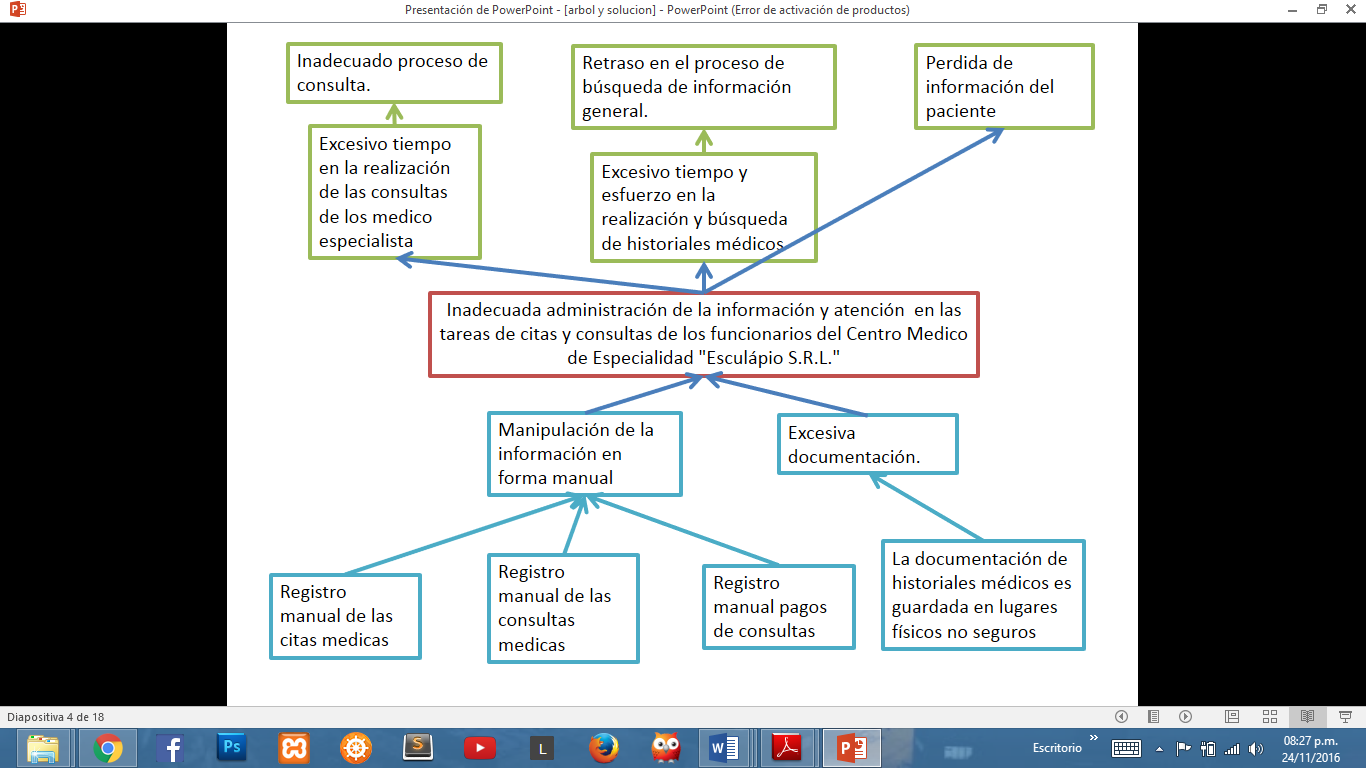 Presentación de PowerPoint - [arbol y solucion] - PowerPoint (Error de activación de productos)
Inadecuado proceso de
consulta.
Retraso en el proceso de
búsqueda de información
general.
Perdida de
información del
paciente
Excesivo tiempo
en la realización
de las consultas
de los medico
especialista
Excesivo tiempo y
esfuerzo en la
realización y búsqueda
de historiales médicos
Inadecuada administración de la información y atención en las
tareas de citas y consultas de los funcionarios del Centro Medico
de Especialidad "Esculápio S.R.L."
Manipulación de la
información en
forma manual
Excesiva
documentación.
Registro
manual de las
citas medicas
Registro
manual de las
consultas
medicas
Registro
manual pagos
de consultas
La documentación de
historiales médicos es
guardada en lugares
físicos no seguros
Diapositiva 4 de 18
Ps
S
L
W
P
Escritorio
08:27 p.m.
24/11/2016